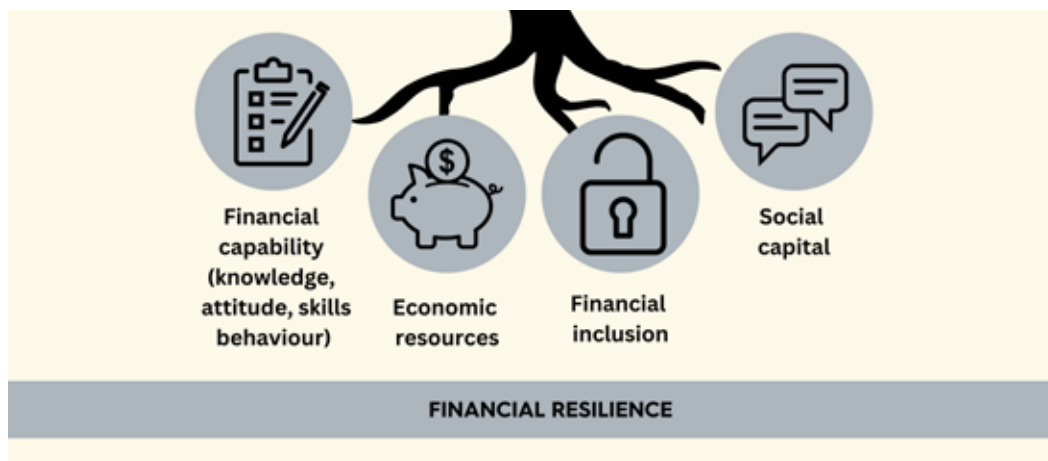 $
Financial
capability
(knowledge,
attitude, skills
behaviour)
Economic
resources
Financial
inclusion
Social
capital
FINANCIAL RESILIENCE